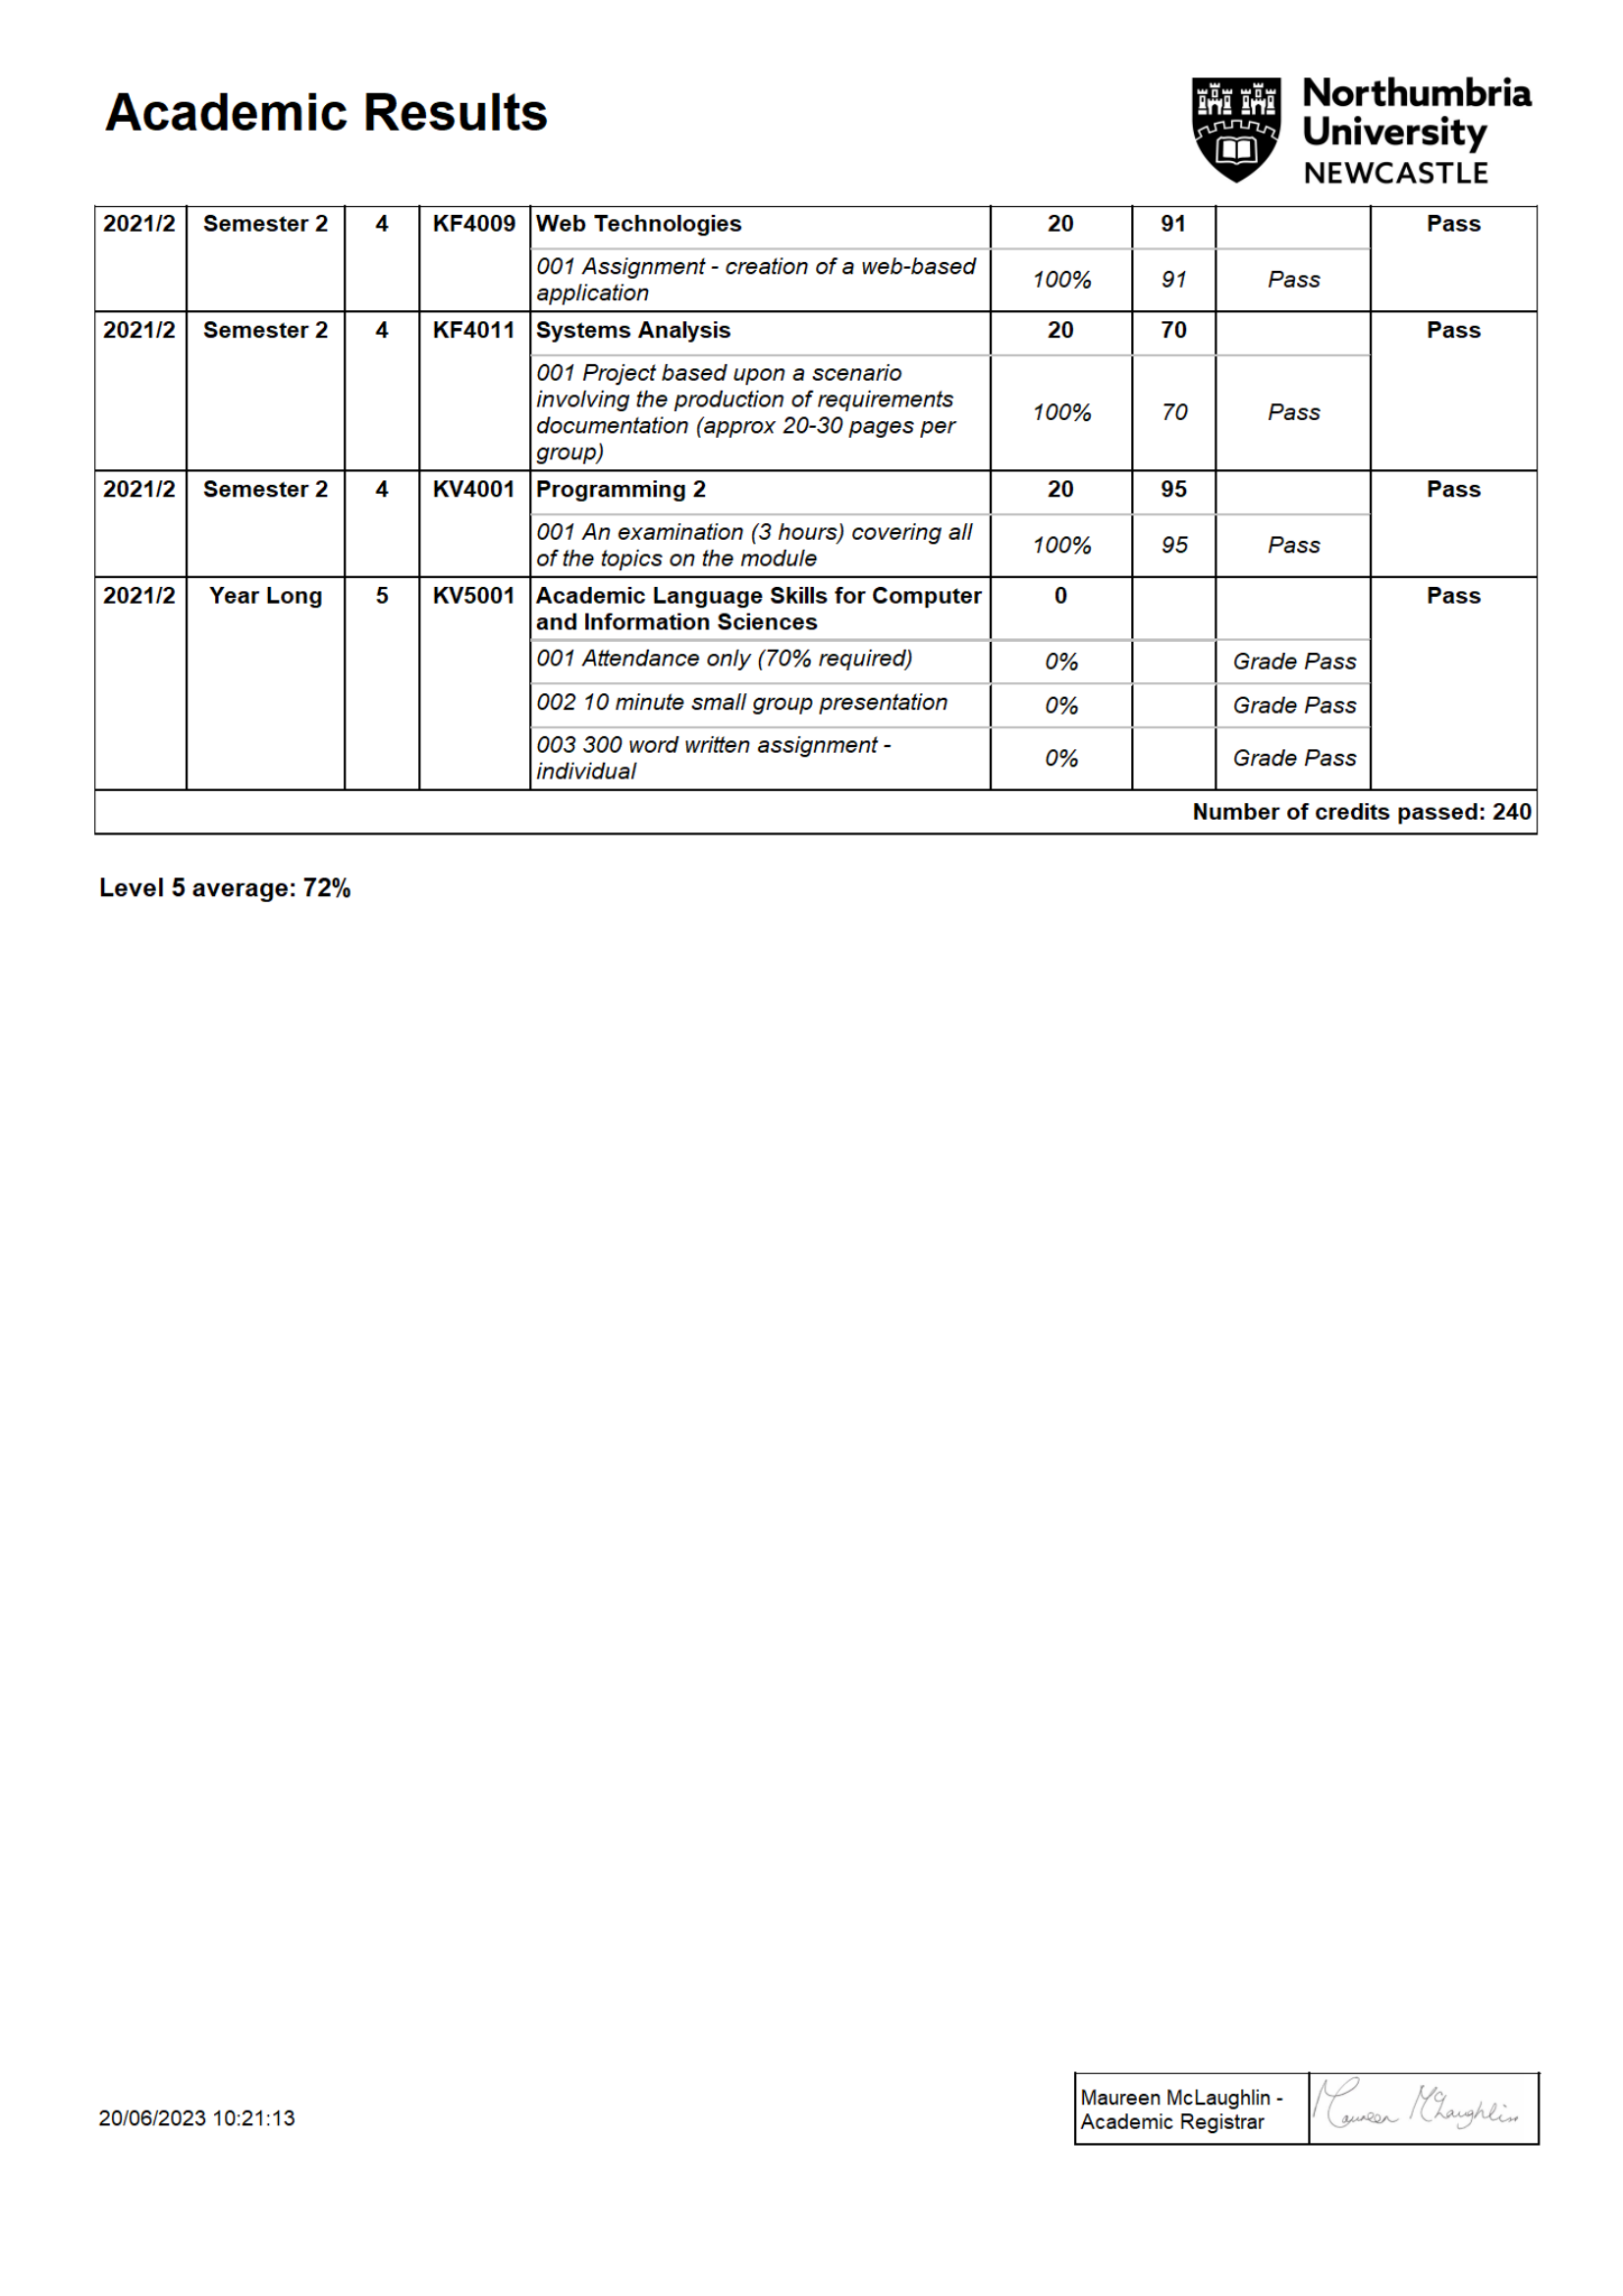 Academic Results
Northumbria
University
NEWCASTLE
2021/2 Semester 2 4 KF4009 Web Technologies 20 91 Pass
001 Assignment - creation of a web-based
application 100% 91 Pass
2021/2 Semester 2 4 KF4011 Systems Analysis 20 70 Pass
001 Project based upon a scenario
involving the production of requirements
documentation (approx 20-30 pages per
group) 100% 70 Pass
2021/2 Semester 2 4 KV4001 Programming 2 20 95 Pass
001 An examination (3 hours) covering all
of the topics on the module 100% 95 Pass
2021/2 Year Long 5 KV5001 Academic Language Skills for Computer 0 Pass
and Information Sciences
001 Attendance only (70% required) 0% Grade Pass
002 10 minute small group presentation 0% Grade Pass
003 300 word written assignment -
individual 0% Grade Pass
Number of credits passed: 240
Level 5 average: 72%
20/06/2023 10:21:13
Maureen McLaughlin -
Academic Registrar
Maureen McLaughlin